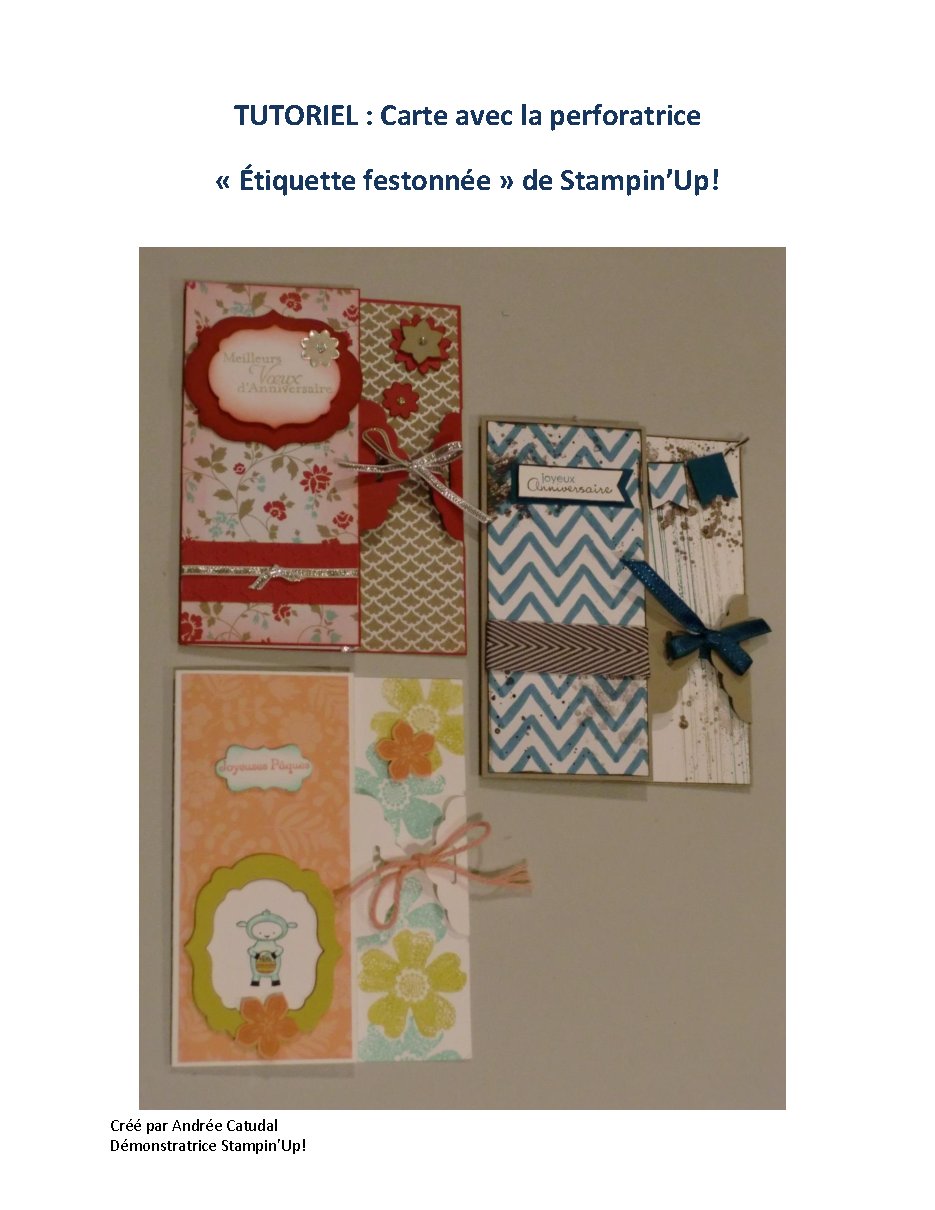 TUTORIEL : Carte avec la perforatrice
« Étiquette festonnée » de Stampin’Up!
Meilleurs
Vœux
d'Anniversaire
Joyeux
Anniversaire
Joyeuses Pâques
Créé par Andrée Catudal
Démonstratrice Stampin’Up!